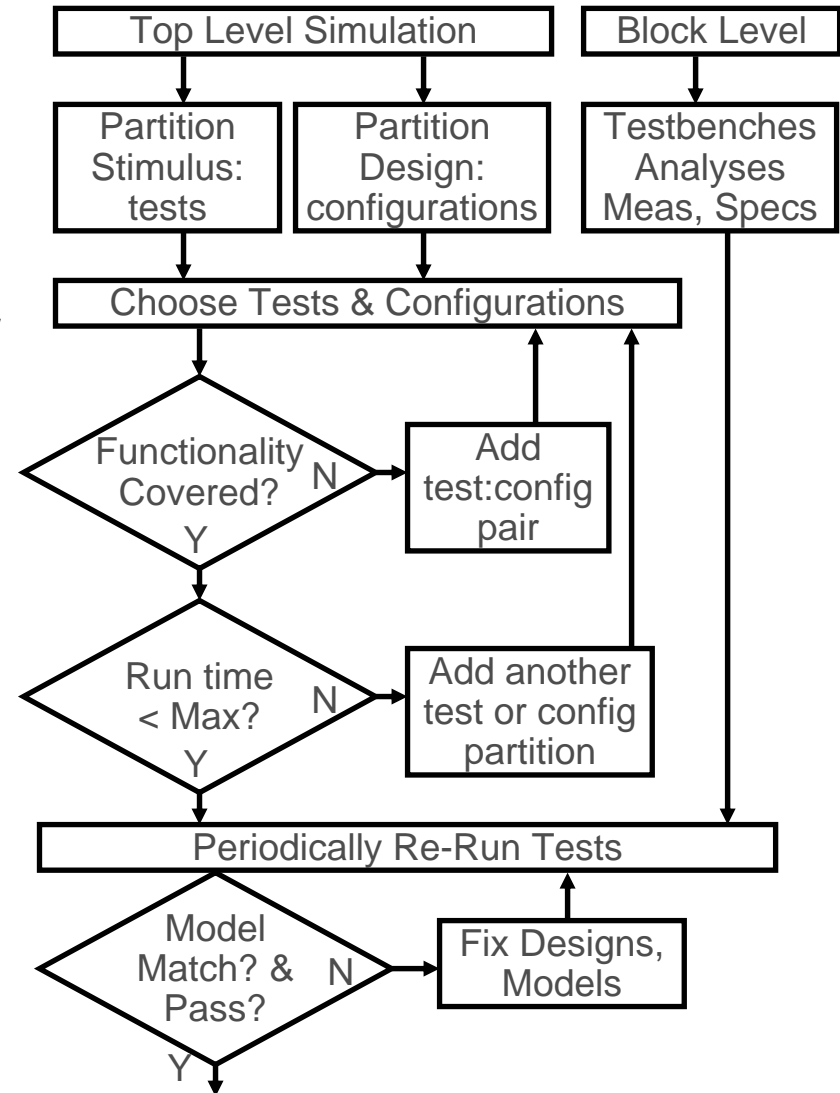 Top Level Simulation
Block Level
Partition
Stimulus:
tests
Partition
Design:
configurations
Testbenches
Analyses
Meas, Specs
Choose Tests & Configurations
Functionality
Covered?
N
Y
Add
test:config
pair
Run time
< Max?
N
Y
Add another
test or config
partition
Periodically Re-Run Tests
Model
Match? &
Pass?
N
Y
Fix Designs,
Models